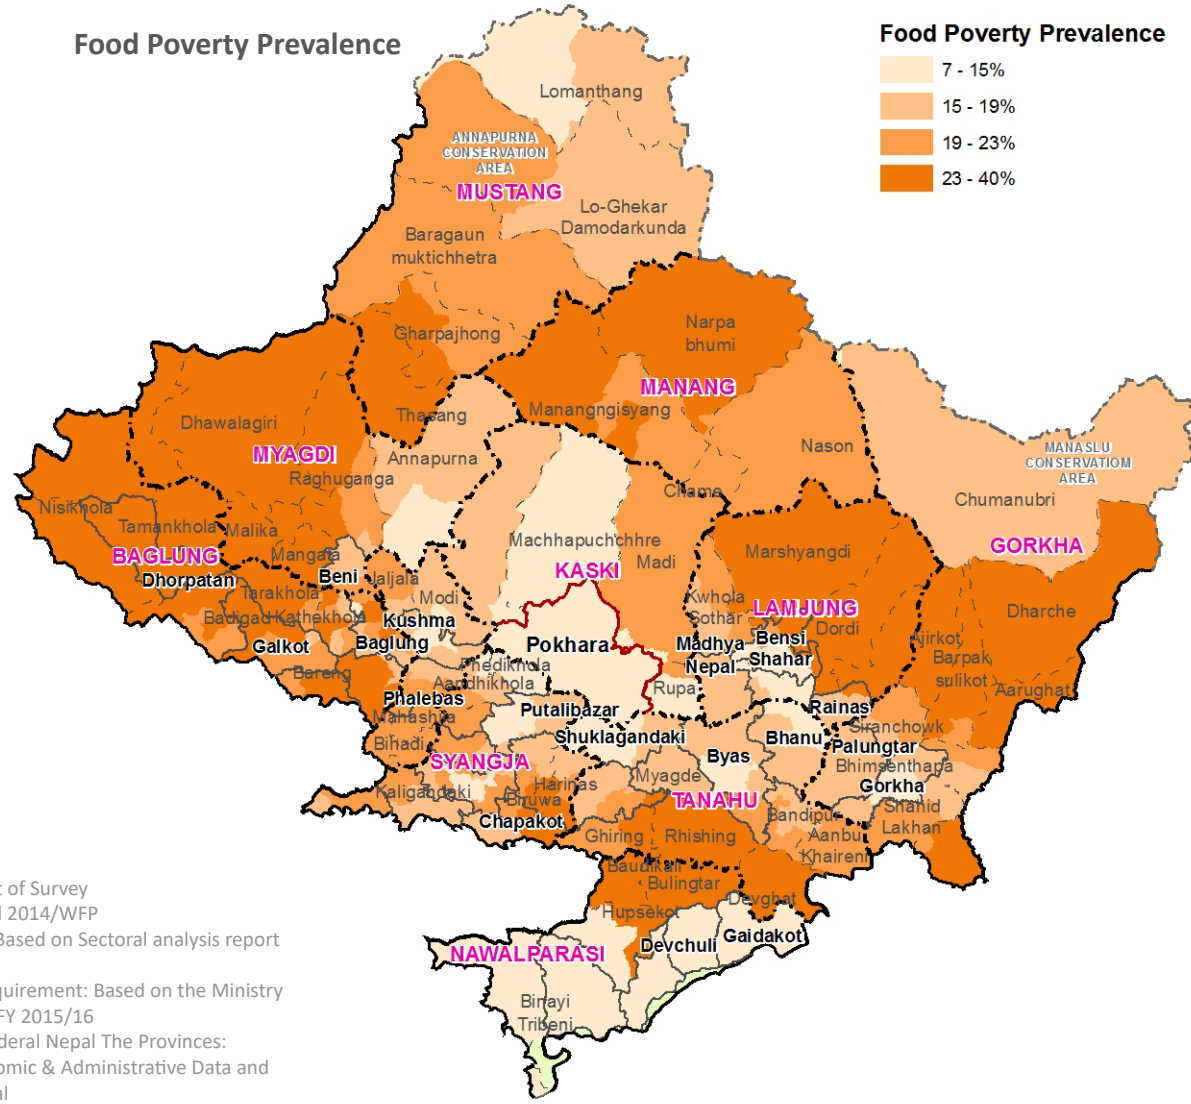 Food Poverty Prevalence
Food Poverty Prevalence
7 - 15%
15 - 19%
19 - 23%
23 - 40%
Lomanthang
ANNAPURNA
CONSERVATION
AREA
MUSTANG
Lo-Ghekar
Damodarkunda
Baragaun
muktichhetra
Gharpajhong
Narpa
bhumi
MANANG
Thasang
Manangngisyang
Dhawalagiri
MYAGDI
Annapurna
Raghuganga
Nason
MANASLU
CONSERVATIOM
AREA
Chumanubri
Chame
Nisikhola
Tamankhola
Malika
BAGLUNG
Mangala
Machhapuchchhre
Madi
Marshyangdi
GORKHA
Dhorpatan
Beni
Jaljala
KASKI
Tarakhola
Modi
Kwhola
Sothar
LAMJUNG
Dordi
Dharche
Badigad
Kathekhola
Kushma
Galkot
Baglung
Pokhara
Madhya
Nepal
Bensi
Shahar
Ajirkot
Barpak
sulikot
Bareng
Phedikhola
Aandhikhola
Rupa
Aarughat
Phalebas
Putalibazar
Rainas
Mahashila
Siranchowk
Bihadi
Shuklagandaki
Bhanu
Palungtar
SYANGJA
Byas
Bhimsenthapa
Myagde
Gorkha
Kaligandaki
Harinas
Biruwa
TANAHU
Shahid
Lakhan
Chapakot
Bandipur
Ghiring
Rhishing
Aanbu
Khaireni
Baudikali
Bulingtar
Devghat
Hupsekot
Gaidakot
Devchuli
NAWALPARASI
Binayi
Tribeni
t of Survey
l 2014/WFP
Based on Sectoral analysis report
quirement: Based on the Ministry
FY 2015/16
deral Nepal The Provinces:
omic & Administrative Data and
al